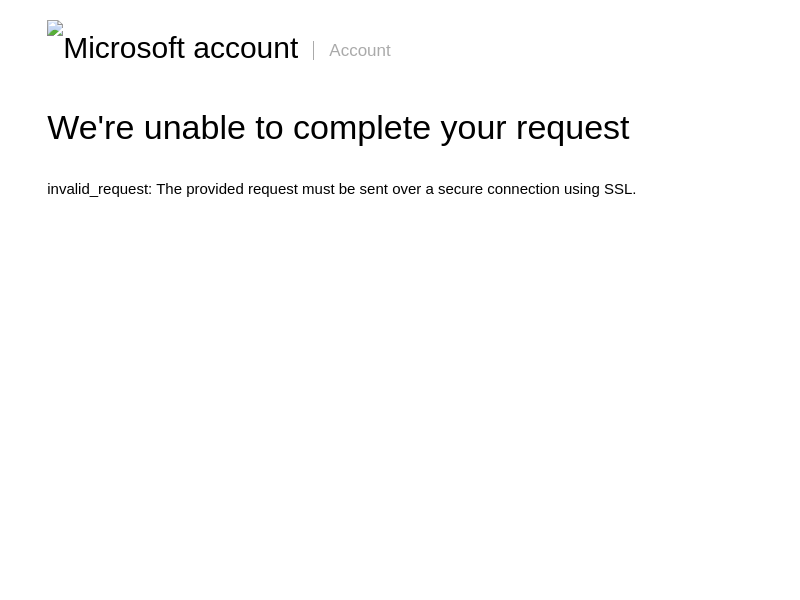 Microsoft account | Account
We're unable to complete your request
invalid_request: The provided request must be sent over a secure connection using SSL.